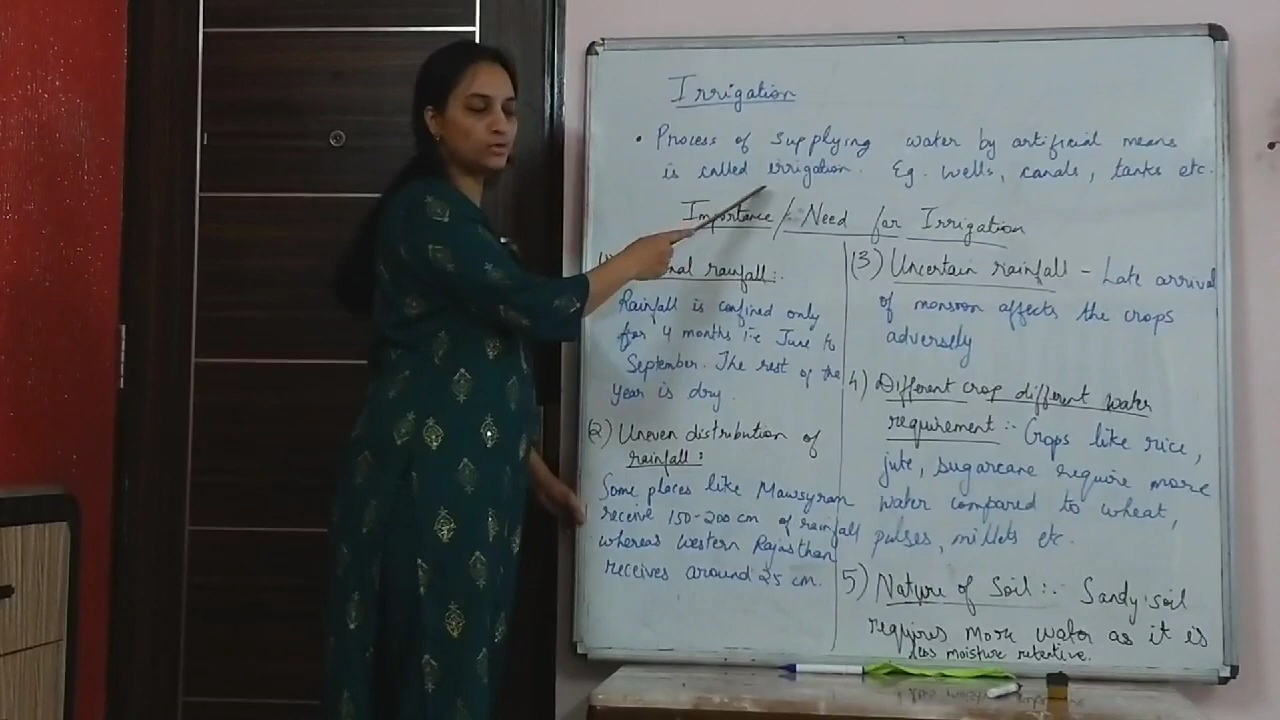 Irrigation
• Process of supplying water by artificial means
is called irrigation. Eg. wells, canals, tanks etc.
Importance / Need for Irrigation
rainfall:
Rainfall is confined only
for 4 months i.e June to
September. The rest of the
year is dry.
(2) Uneven distribution of
rainfall:
Some places like Mawsynram
receive 150-200 cm of rainfall
whereas Western Rajasthan
receives around 25 cm.
(3) Uncertain rainfall - Late arrival
of monsoon affects the crops
adversely
4) Different crop different water
requirement :- Crops like rice,
jute, sugarcane require more
water compared to wheat,
pulses, millets etc.
5) Nature of Soil :- Sandy soil
requires more water as it is
less moisture retentive.